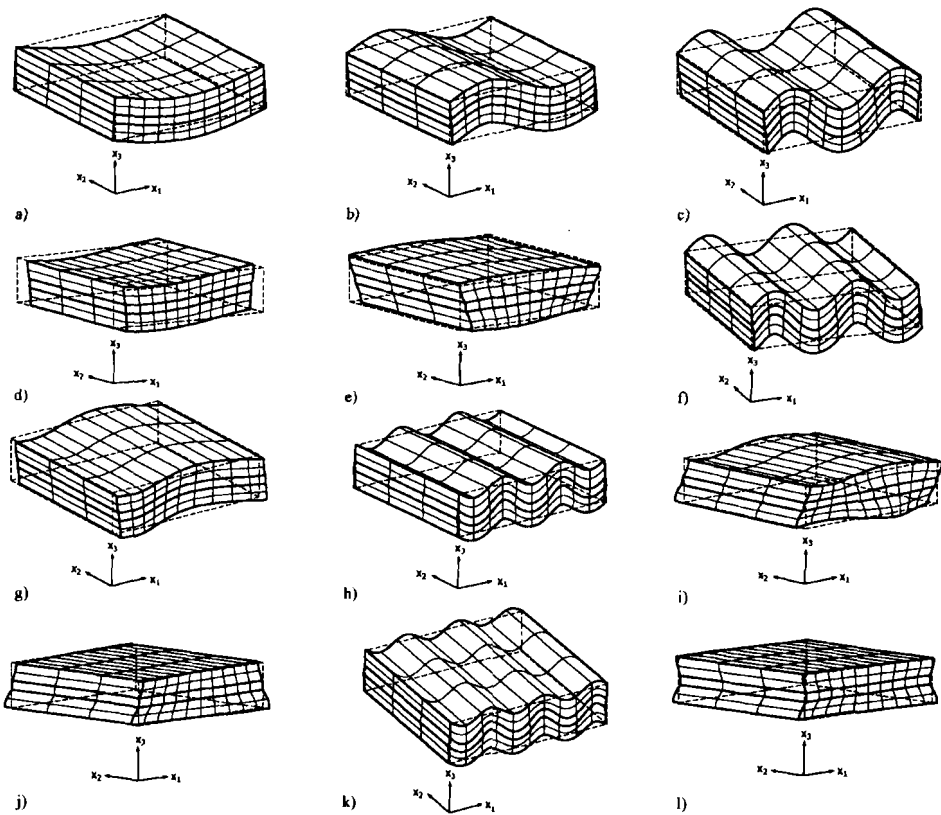 x₃
x₂ x₁
a)
x₃
x₂ x₁
b)
x₃
x₂ x₁
c)
x₃
x₂ x₁
d)
x₃
x₂ x₁
e)
x₃
x₂ x₁
f)
x₃
x₂ x₁
g)
x₃
x₂ x₁
h)
x₃
x₂ x₁
i)
x₃
x₂ x₁
j)
x₃
x₂ x₁
k)
x₃
x₂ x₁
l)